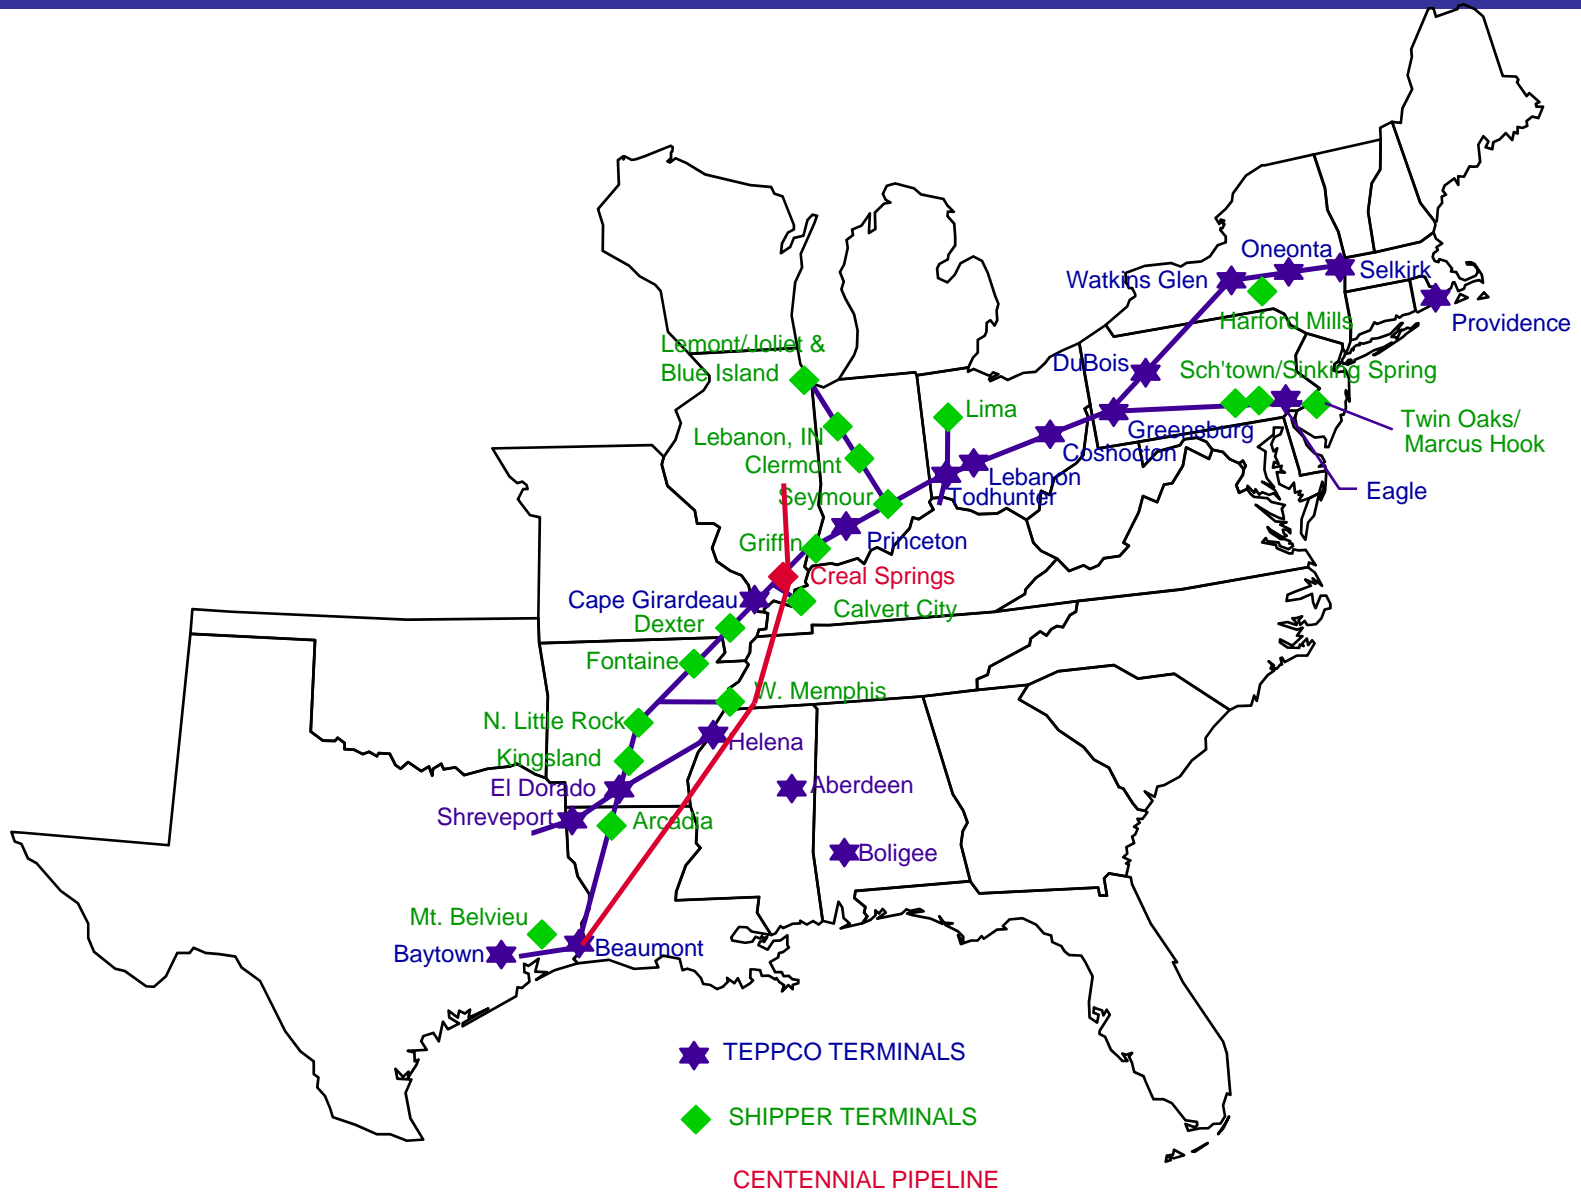 Oneonta
Selkirk
Watkins Glen
Harford Mills
Providence
Lemont/Joliet &
Blue Island
DuBois
Sch'town/Sinking Spring
Lima
Twin Oaks/
Marcus Hook
Greensburg
Lebanon, IN
Coshocton
Clermont
Lebanon
Eagle
Seymour
Todhunter
Griffin
Princeton
Creal Springs
Cape Girardeau
Calvert City
Dexter
Fontaine
W. Memphis
N. Little Rock
Helena
Kingsland
El Dorado
Aberdeen
Shreveport
Arcadia
Boligee
Mt. Belvieu
Baytown
Beaumont
TEPPCO TERMINALS
SHIPPER TERMINALS
CENTENNIAL PIPELINE